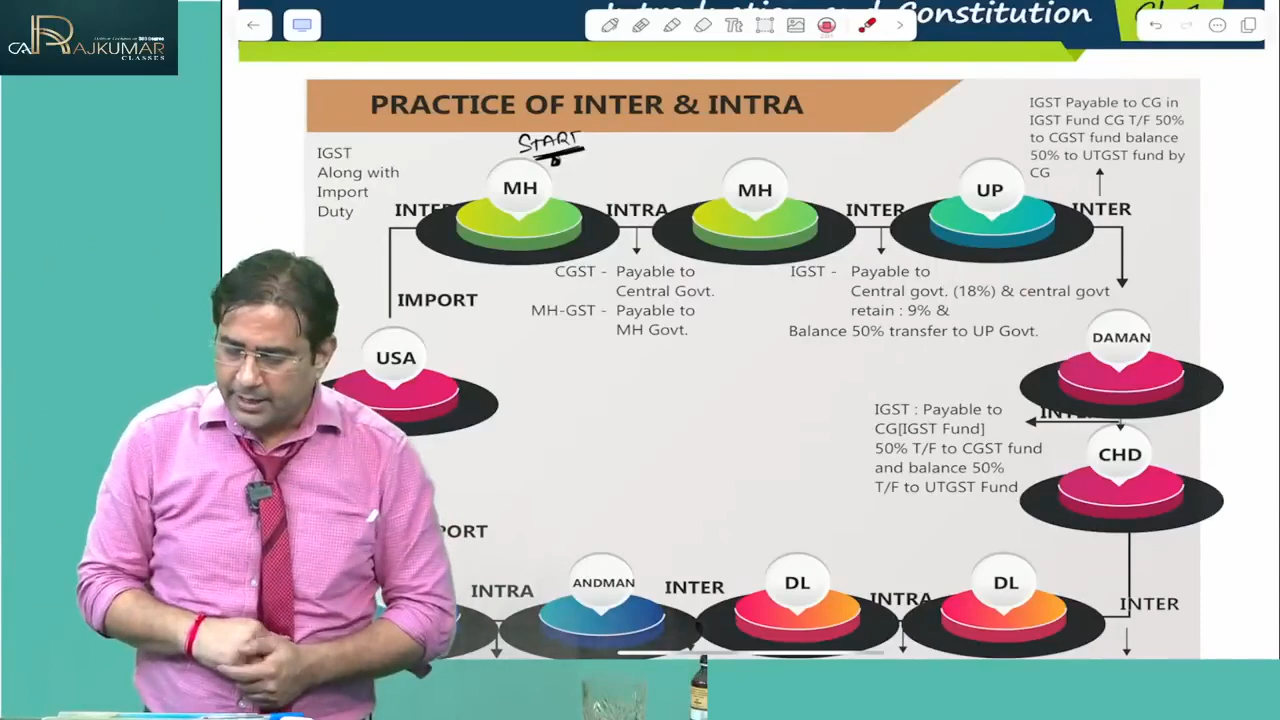 CA RAJKUMAR
CLASSES
Introduction and Constitution
PRACTICE OF INTER & INTRA
START
IGST
Along with
Import
Duty
IGST Payable to CG in
IGST Fund CG T/F 50%
to CGST fund balance
50% to UTGST fund by
CG
MH
MH
UP
INTER
INTRA
INTER
INTER
CGST - Payable to
Central Govt.
MH-GST - Payable to
MH Govt.
IGST - Payable to
Central govt. (18%) & central govt
retain : 9% &
Balance 50% transfer to UP Govt.
IMPORT
USA
DAMAN
INTER
IGST : Payable to
CG[IGST Fund]
50% T/F to CGST fund
and balance 50%
T/F to UTGST Fund
CHD
PORT
INTRA
ANDMAN
INTER
DL
INTRA
DL
INTER